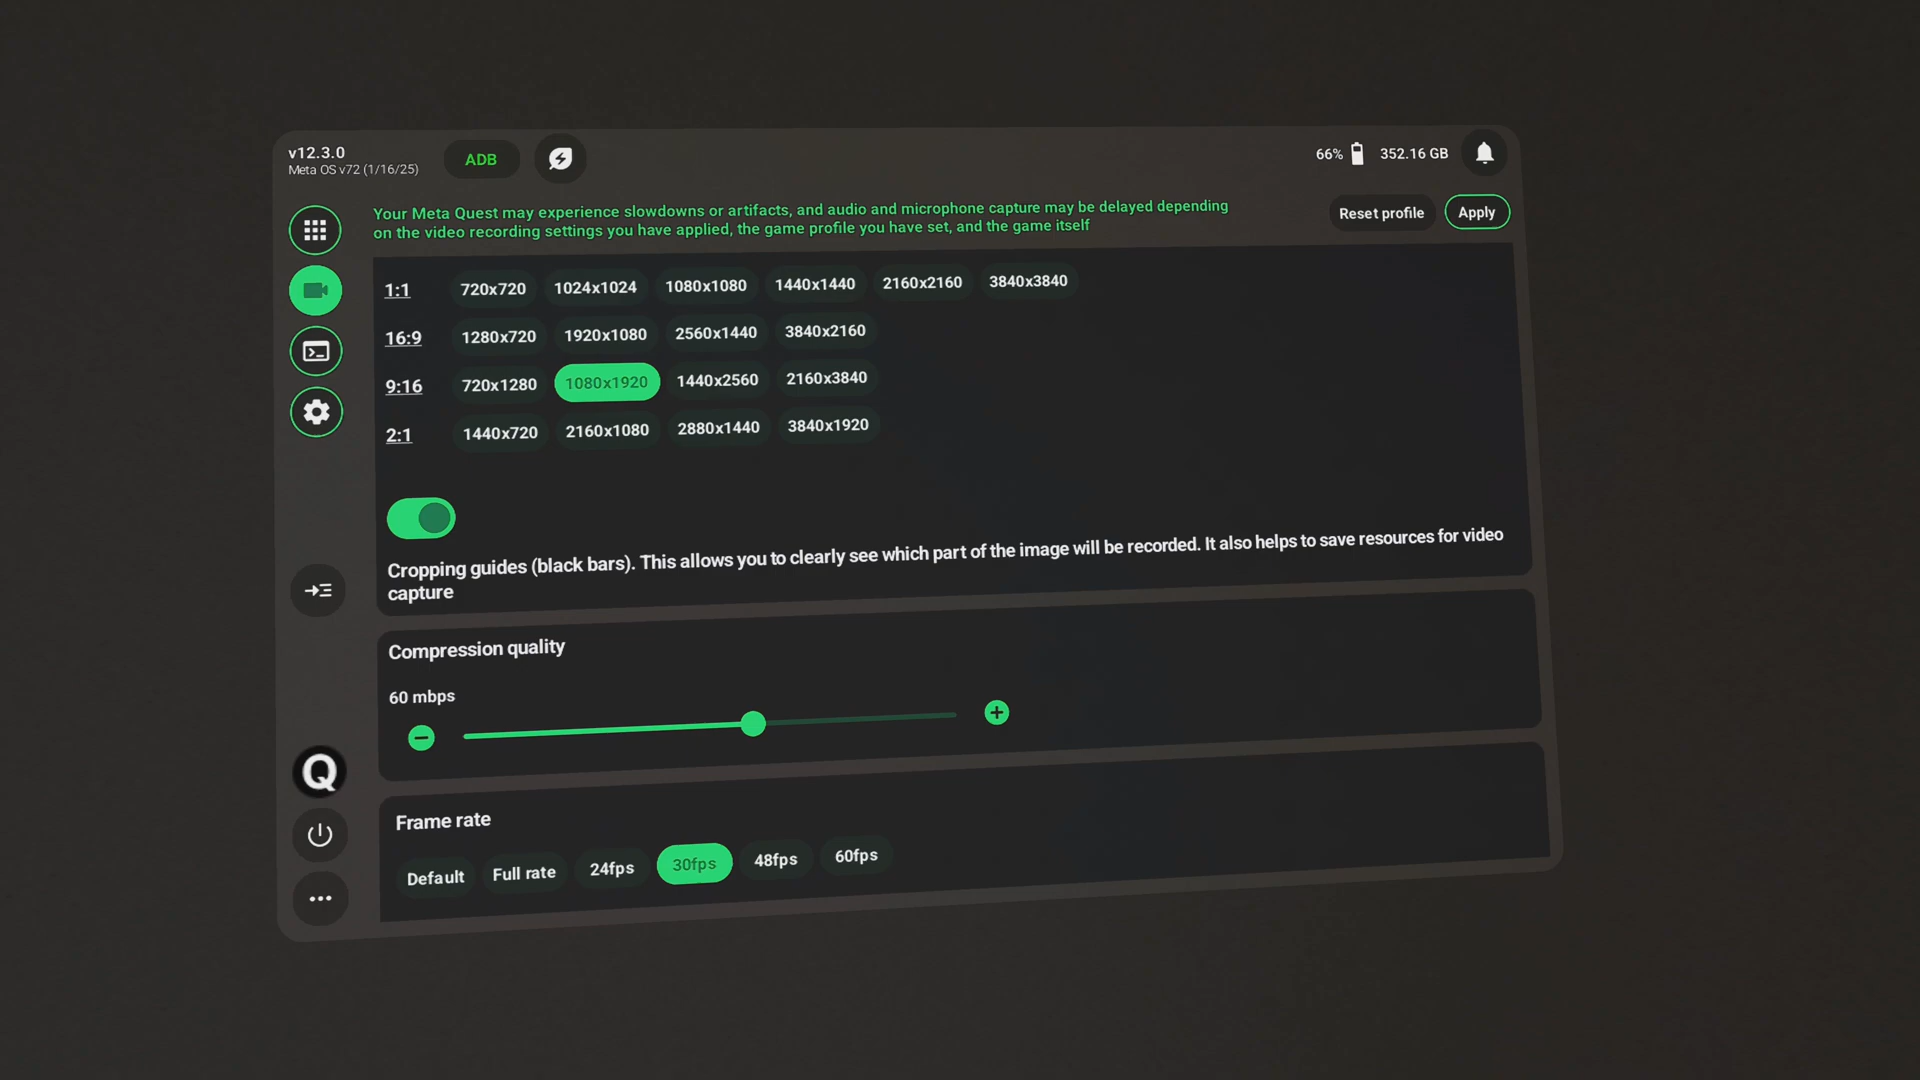 v12.3.0
Meta OS v72 (1/16/25)
ADB
66%
352.16 GB
Your Meta Quest may experience slowdowns or artifacts, and audio and microphone capture may be delayed depending
on the video recording settings you have applied, the game profile you have set, and the game itself
Reset profile
Apply
1:1 720x720 1024x1024 1080x1080 1440x1440 2160x2160 3840x3840
16:9 1280x720 1920x1080 2560x1440 3840x2160
9:16 720x1280 1080x1920 1440x2560 2160x3840
2:1 1440x720 2160x1080 2880x1440 3840x1920
Cropping guides (black bars). This allows you to clearly see which part of the image will be recorded. It also helps to save resources for video
capture
Compression quality
60 mbps
Q
Frame rate
Default Full rate 24fps 30fps 48fps 60fps